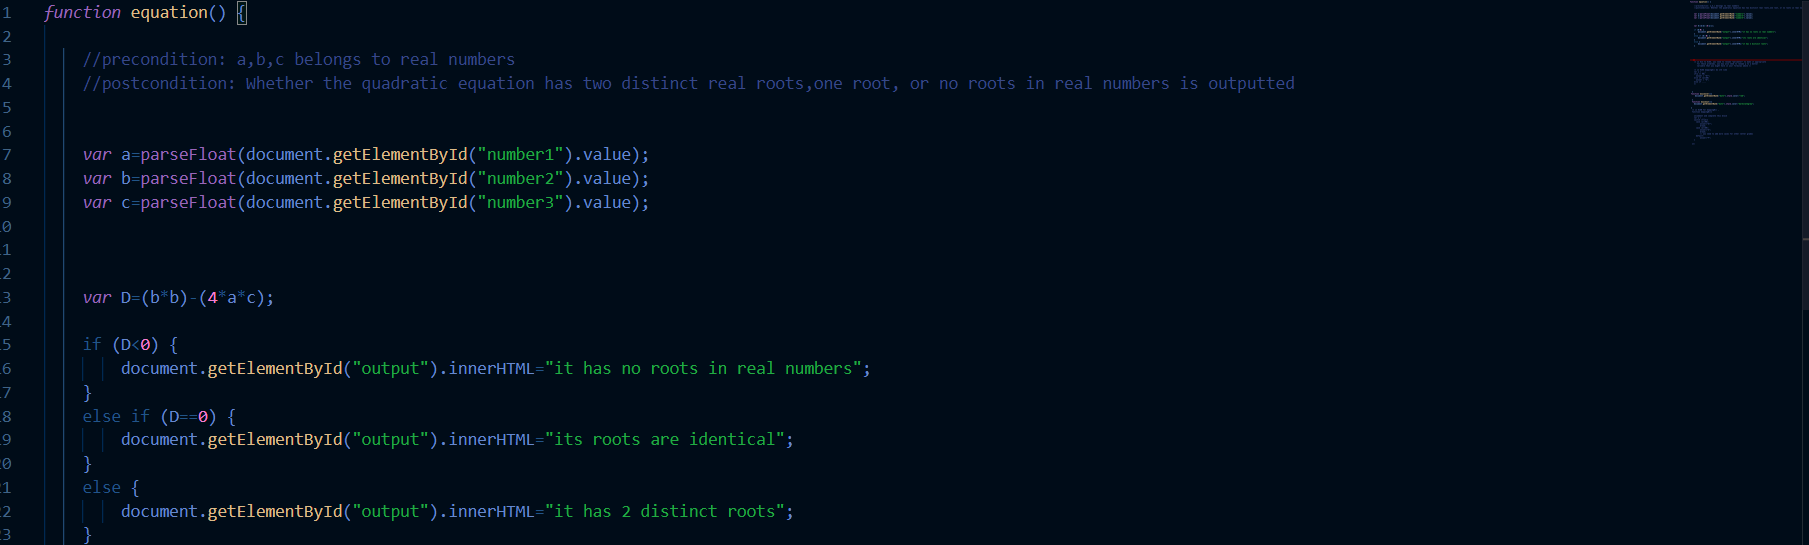 1 function equation() {
2
3 //precondition: a,b,c belongs to real numbers
4 //postcondition: Whether the quadratic equation has two distinct real roots,one root, or no roots in real numbers is outputted
5
6
7 var a=parseFloat(document.getElementById("number1").value);
8 var b=parseFloat(document.getElementById("number2").value);
9 var c=parseFloat(document.getElementById("number3").value);
0
1
2
3 var D=(b*b)-(4*a*c);
4
5 if (D<0) {
6 document.getElementById("output").innerHTML="it has no roots in real numbers";
7 }
8 else if (D==0) {
9 document.getElementById("output").innerHTML="its roots are identical";
20 }
21 else {
22 document.getElementById("output").innerHTML="it has 2 distinct roots";
23 }